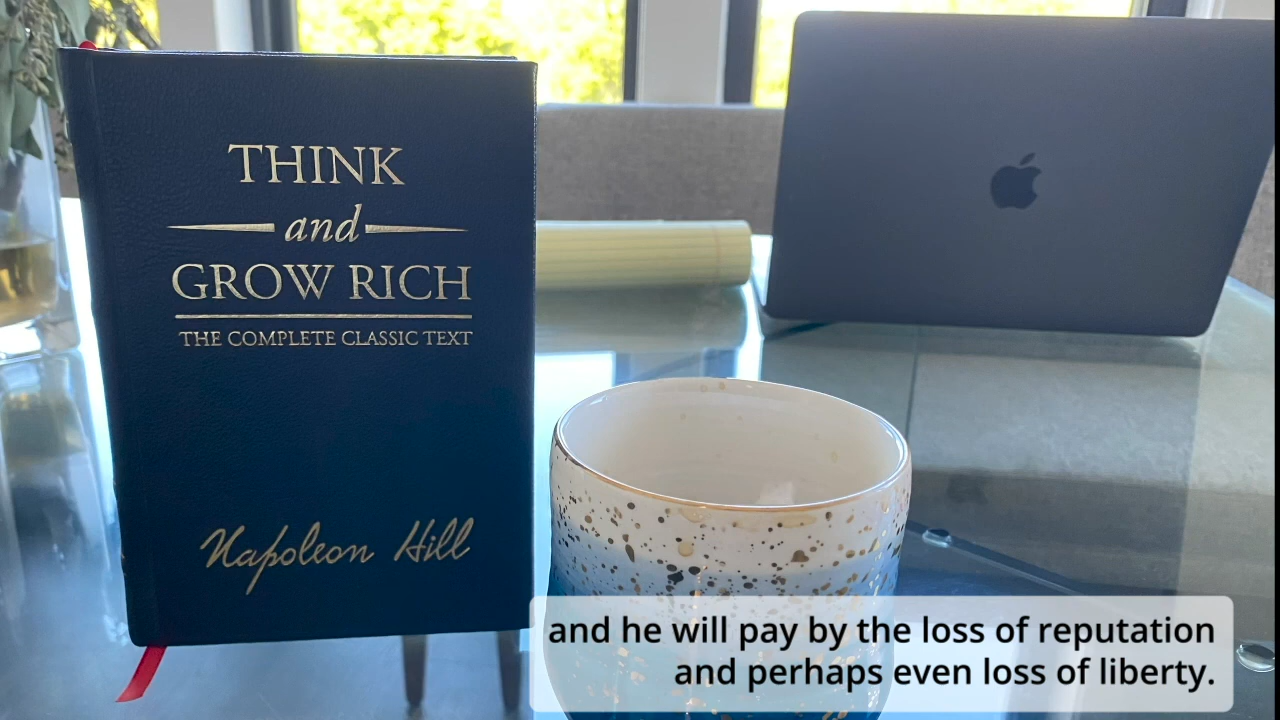 THINK
and
GROW RICH
THE COMPLETE CLASSIC TEXT
Napoleon Hill
and he will pay by the loss of reputation
and perhaps even loss of liberty.